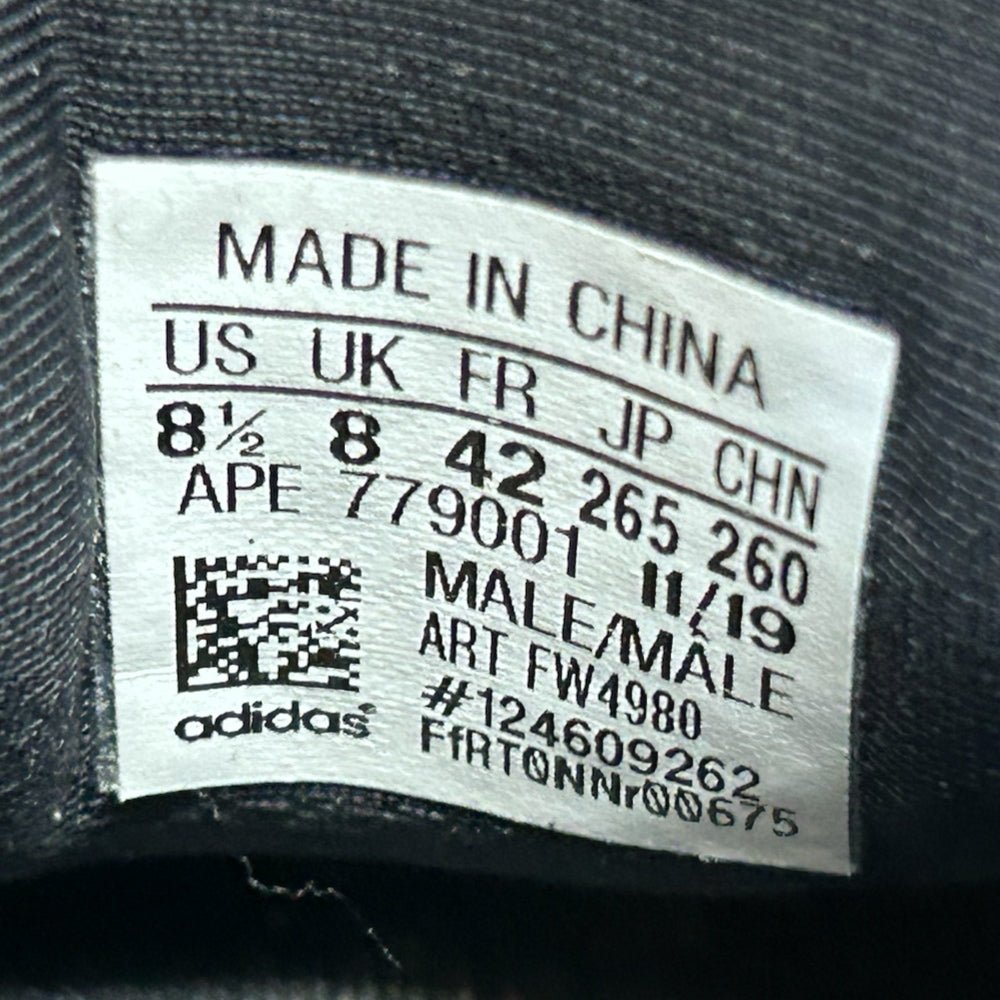 MADE IN CHINA
US UK FR JP CHN
8½ 8 42 265 260
APE 779001 11/19
MALE/MÂLE
ART FW4980
#124609262
FfRT0NNr00675
adidas